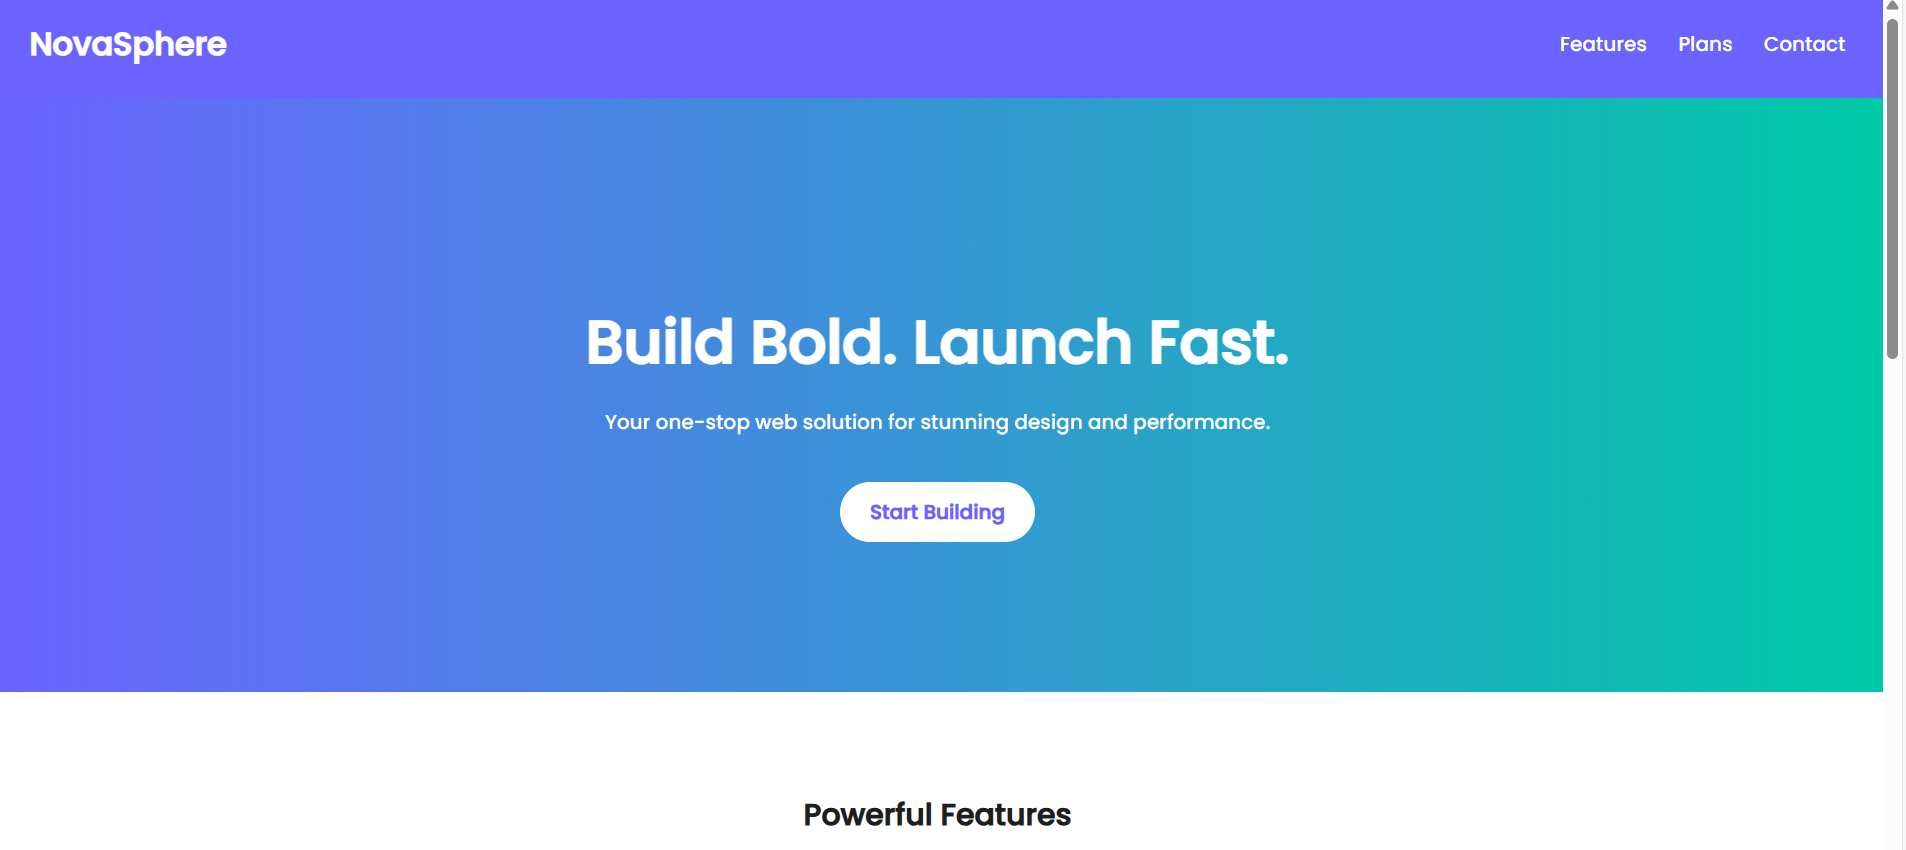 NovaSphere
Features Plans Contact
Build Bold. Launch Fast.
Your one-stop web solution for stunning design and performance.
Start Building
Powerful Features